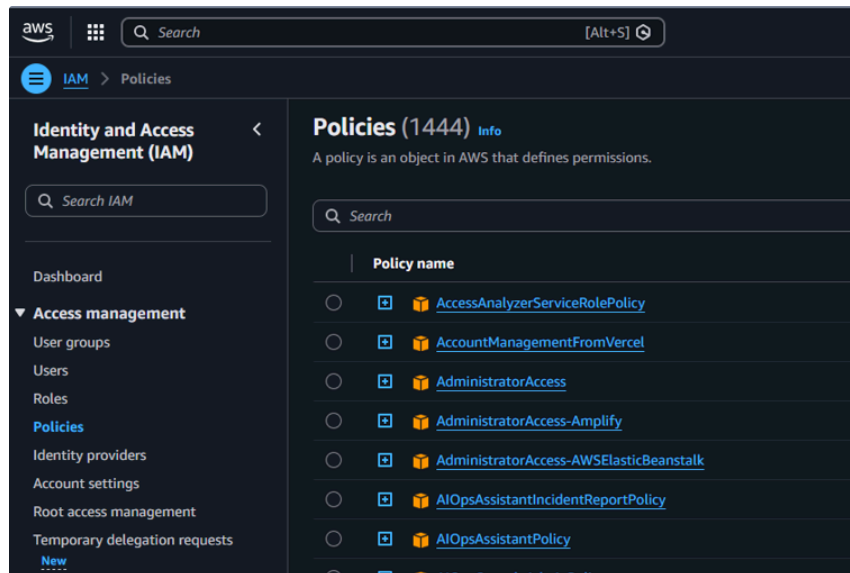 aws
Search [Alt+S]
IAM > Policies
Identity and Access
Management (IAM)
Search IAM
Dashboard
Access management
User groups
Users
Roles
Policies
Identity providers
Account settings
Root access management
Temporary delegation requests
New
Policies (1444) Info
A policy is an object in AWS that defines permissions.
Search
Policy name
AccessAnalyzerServiceRolePolicy
AccountManagementFromVercel
AdministratorAccess
AdministratorAccess-Amplify
AdministratorAccess-AWSElasticBeanstalk
AIOpsAssistantIncidentReportPolicy
AIOpsAssistantPolicy